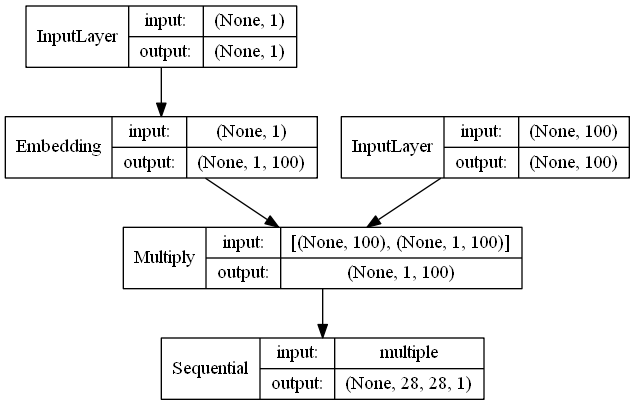 InputLayer
input: (None, 1)
output: (None, 1)
Embedding
input: (None, 1)
output: (None, 1, 100)
InputLayer
input: (None, 100)
output: (None, 100)
Multiply
input: [(None, 100), (None, 1, 100)]
output: (None, 1, 100)
Sequential
input: multiple
output: (None, 28, 28, 1)